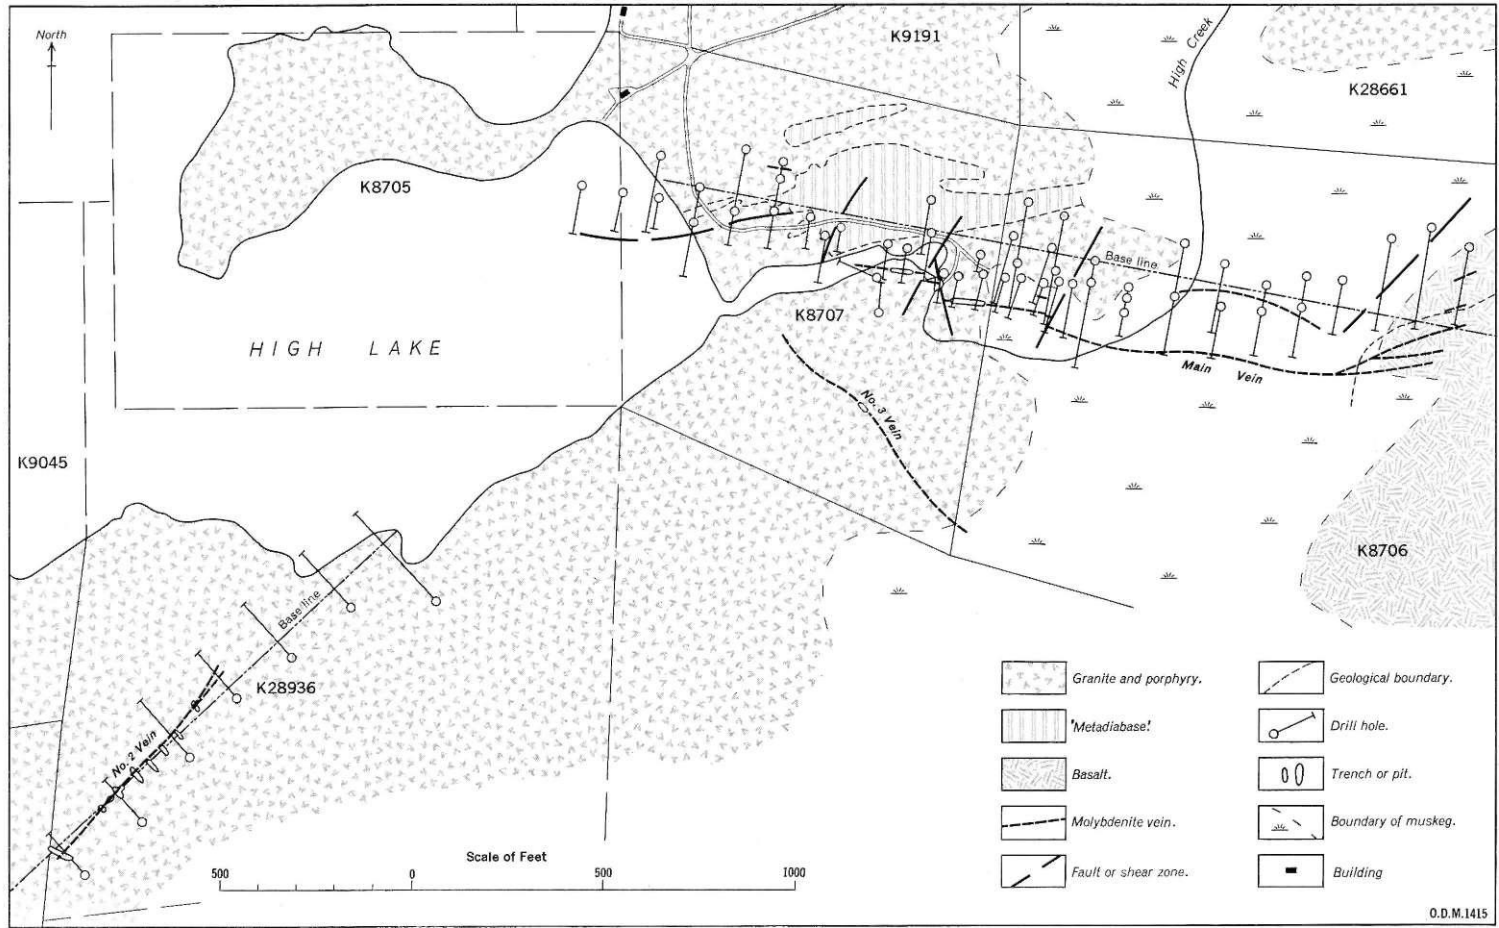 North
K9191
High Creek
K28661
K8705
Base line
K8707
HIGH LAKE
Main Vein
No. 3 Vein
K9045
K8706
Base line
K28936
No. 2 Vein
Granite and porphyry.
Geological boundary.
'Metadiabase'.
Drill hole.
Basalt.
Trench or pit.
Molybdenite vein.
Boundary of muskeg.
Fault or shear zone.
Building
Scale of Feet
500 0 500 1000
O.D.M.1415